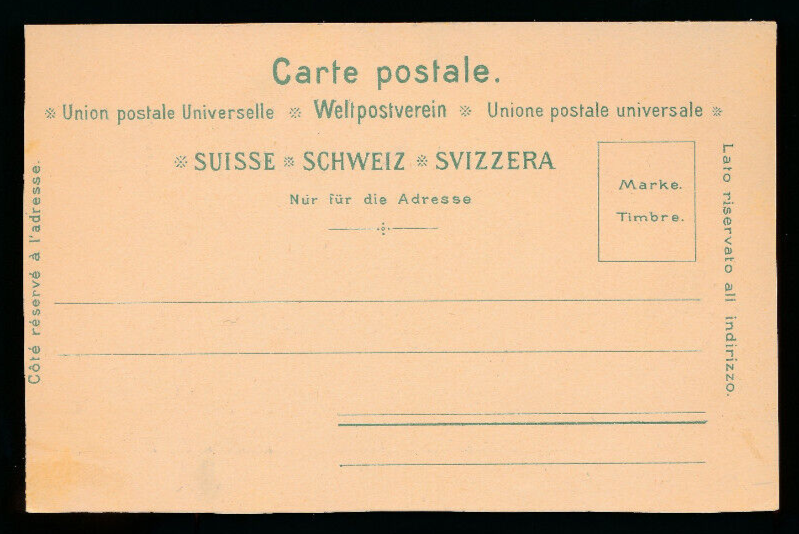 Carte postale.
※ Union postale Universelle ※ Weltpostverein ※ Unione postale universale ※
※ SUISSE ※ SCHWEIZ ※ SVIZZERA
Nur für die Adresse
Marke.
Timbre.
Côté réservé à l'adresse.
Lato riservato all indirizzo.